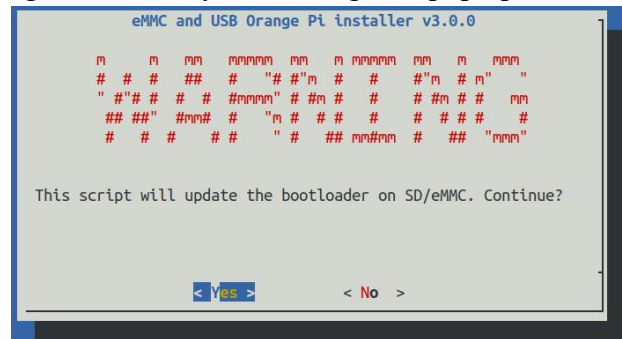 eMMC and USB Orange Pi installer v3.0.0
WARNING
This script will update the bootloader on SD/eMMC. Continue?
< Yes >   < No >